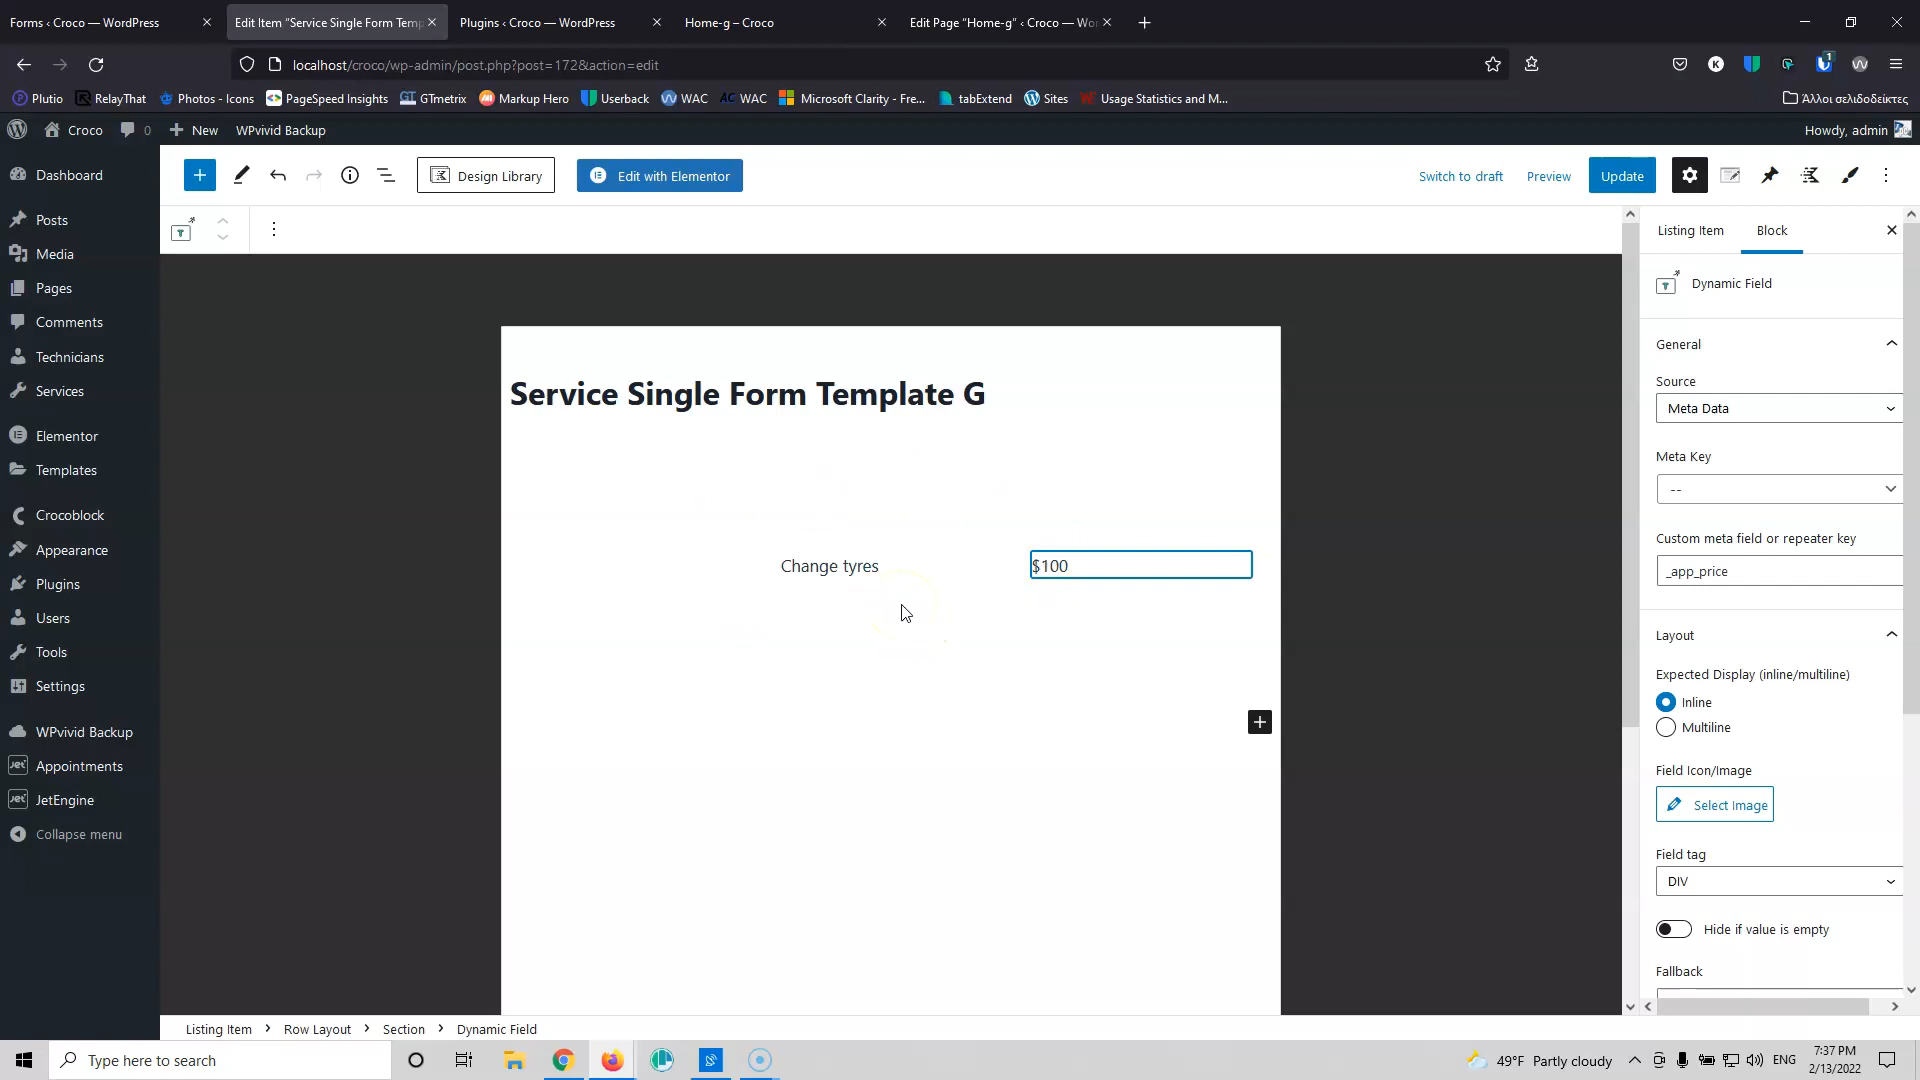 Forms ‹ Croco — WordPress
Edit Item “Service Single Form Temp
Plugins ‹ Croco — WordPress
Home-g – Croco
Edit Page “Home-g” ‹ Croco — Wor
localhost/croco/wp-admin/post.php?post=172&action=edit
Plutio
RelayThat
Photos - Icons
PageSpeed Insights
GTmetrix
Markup Hero
Userback
WAC
WAC
Microsoft Clarity - Fre...
tabExtend
Sites
Usage Statistics and M...
Άλλοι σελιδοδείκτες
Croco
0
New
WPvivid Backup
Howdy, admin
Dashboard
Posts
Media
Pages
Comments
Technicians
Services
Elementor
Templates
Crocoblock
Appearance
Plugins
Users
Tools
Settings
WPvivid Backup
Appointments
JetEngine
Collapse menu
Design Library
Edit with Elementor
Switch to draft
Preview
Update
Service Single Form Template G
Change tyres
$100
Listing Item
Block
Dynamic Field
General
Source
Meta Data
Meta Key
--
Custom meta field or repeater key
_app_price
Layout
Expected Display (inline/multiline)
Inline
Multiline
Field Icon/Image
Select Image
Field tag
DIV
Hide if value is empty
Fallback
Listing Item
Row Layout
Section
Dynamic Field
Type here to search
49°F Partly cloudy
ENG
7:37 PM
2/13/2022